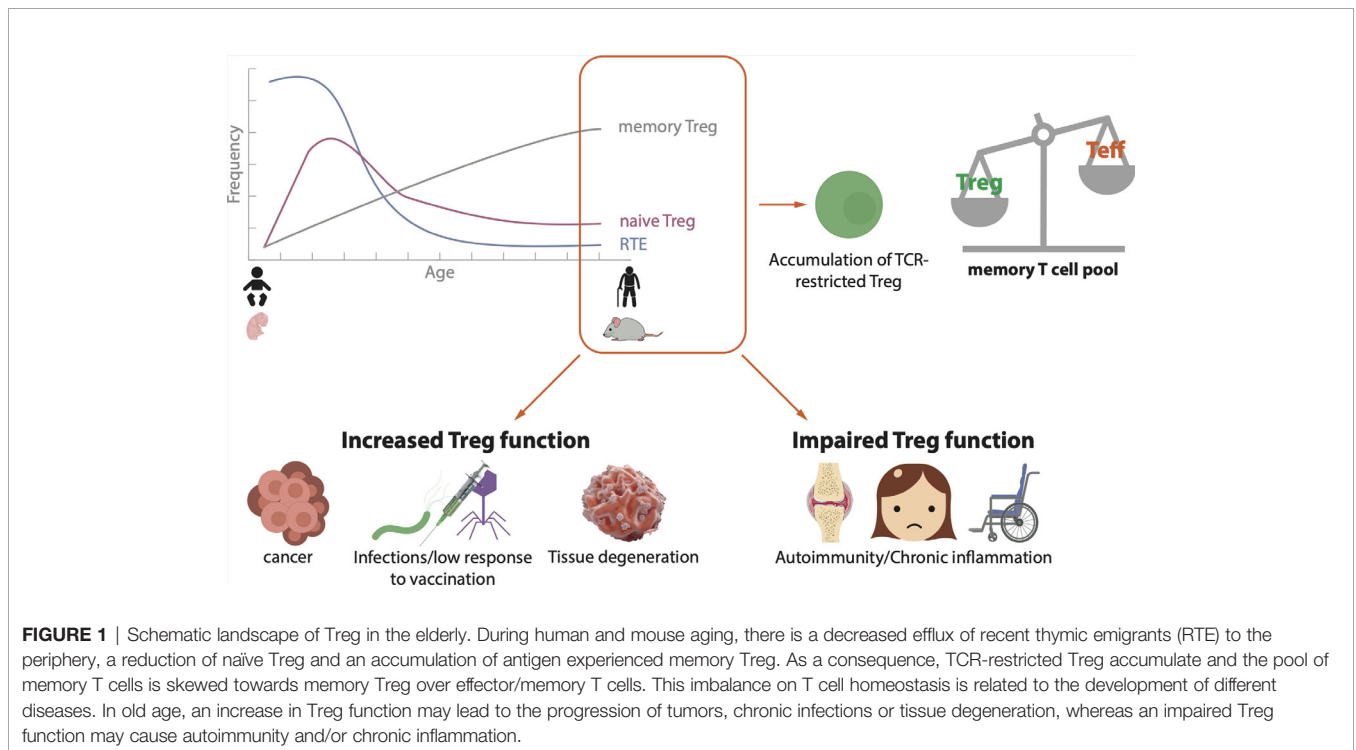 Frequency
memory Treg
naive Treg
RTE
Age
Accumulation of TCR-
restricted Treg
Treg
Teff
memory T cell pool
Increased Treg function
cancer
Infections/low response
to vaccination
Tissue degeneration
Impaired Treg function
Autoimmunity/Chronic inflammation
FIGURE 1 | Schematic landscape of Treg in the elderly. During human and mouse aging, there is a decreased efflux of recent thymic emigrants (RTE) to the
periphery, a reduction of naïve Treg and an accumulation of antigen experienced memory Treg. As a consequence, TCR-restricted Treg accumulate and the pool of
memory T cells is skewed towards memory Treg over effector/memory T cells. This imbalance on T cell homeostasis is related to the development of different
diseases. In old age, an increase in Treg function may lead to the progression of tumors, chronic infections or tissue degeneration, whereas an impaired Treg
function may cause autoimmunity and/or chronic inflammation.